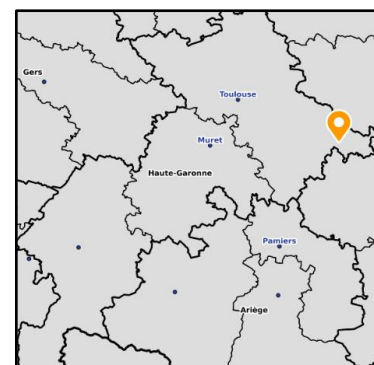 Gers
Toulouse
Muret
Haute-Garonne
Pamiers
Ariège